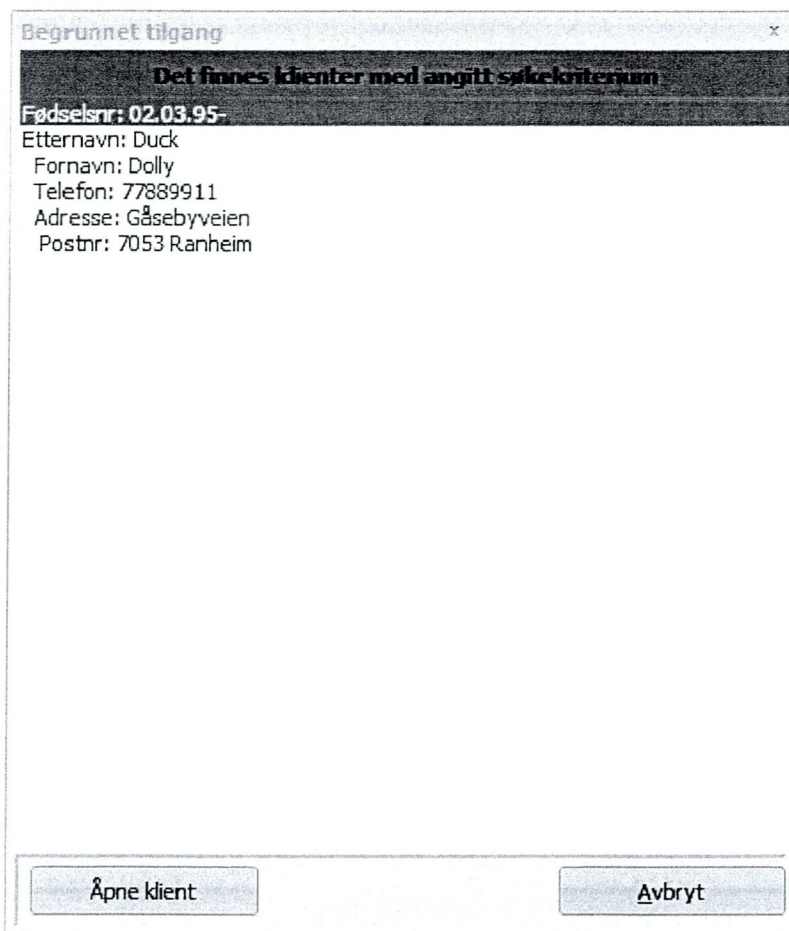 Begrunnet tilgang x
Det finnes klienter med angitt søkekriterium
Fødselsnr: 02.03.95-
Etternavn: Duck
Fornavn: Dolly
Telefon: 77889911
Adresse: Gåsebyveien
Postnr: 7053 Ranheim
Åpne klient
Avbryt